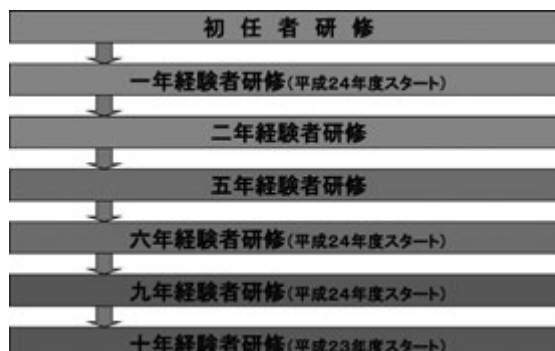 初任者研修
一年経験者研修(平成24年度スタート)
二年経験者研修
五年経験者研修
六年経験者研修(平成24年度スタート)
九年経験者研修(平成24年度スタート)
十年経験者研修(平成23年度スタート)